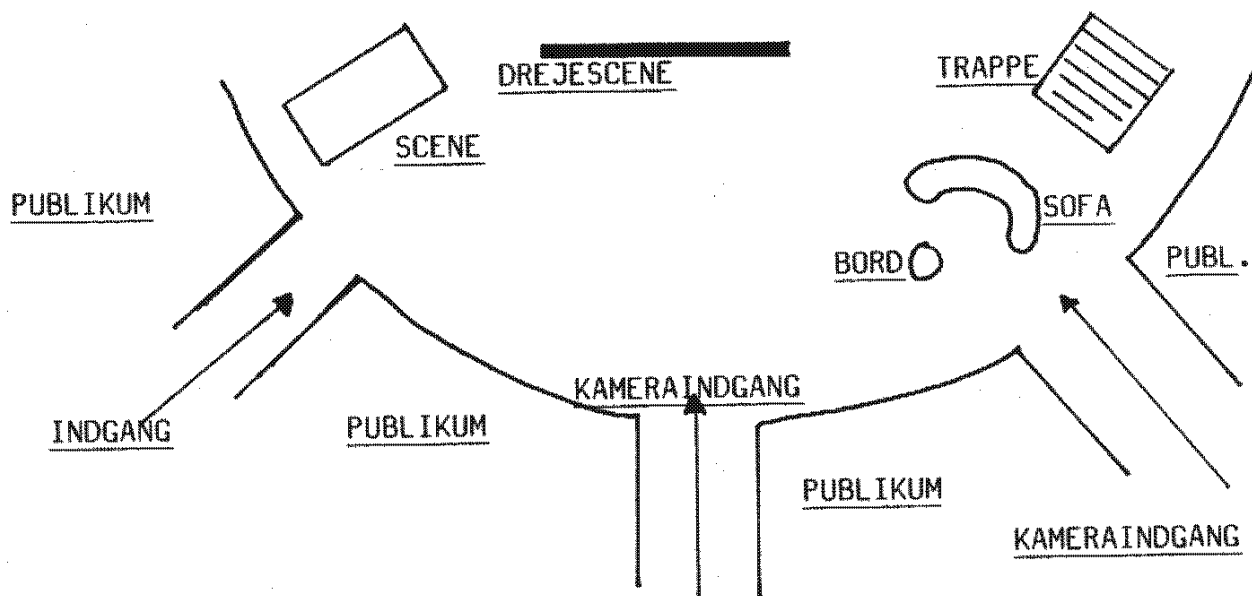 DREJESCENE
TRAPPE
SCENE
PUBLIKUM
SOFA
BORD
PUBL.
KAMERAINDGANG
INDGANG
PUBLIKUM
PUBLIKUM
KAMERAINDGANG